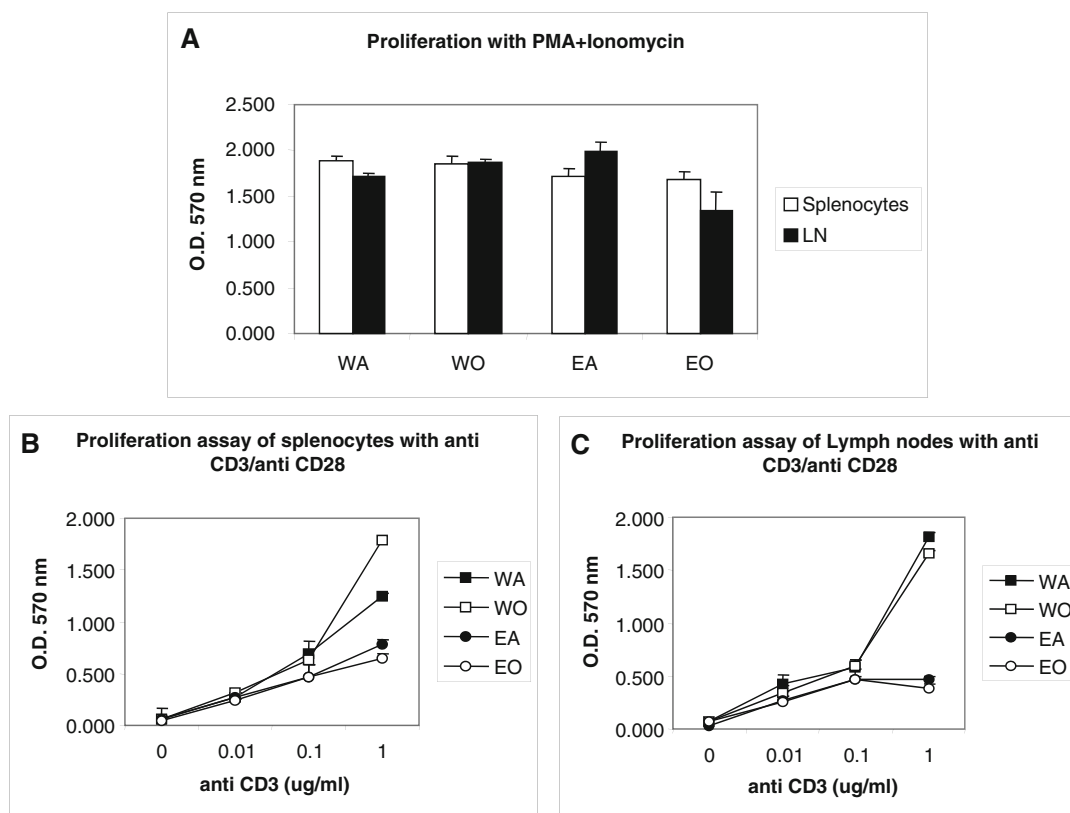 A
Proliferation with PMA+Ionomycin
2.500
2.000
1.500
1.000
0.500
0.000
O.D. 570 nm
WA WO EA EO
Splenocytes
LN
B
Proliferation assay of splenocytes with anti
CD3/anti CD28
2.000
1.500
1.000
0.500
0.000
O.D. 570 nm
0 0.01 0.1 1
anti CD3 (ug/ml)
WA
WO
EA
EO
C
Proliferation assay of Lymph nodes with anti
CD3/anti CD28
2.000
1.500
1.000
0.500
0.000
O.D. 570 nm
0 0.01 0.1 1
anti CD3 (ug/ml)
WA
WO
EA
EO